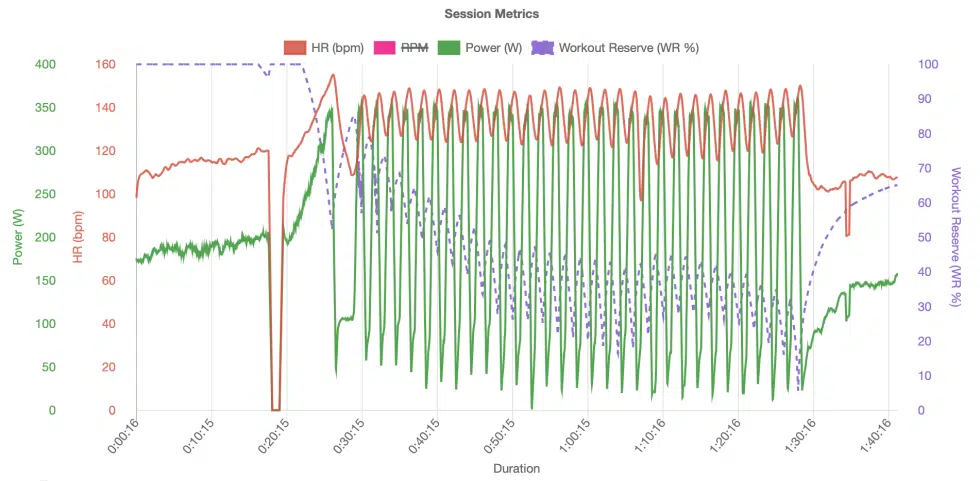 Session Metrics
HR (bpm) RPM Power (W) Workout Reserve (WR %)
400 160 100
350 140 90
80
300 120 70
250 100 60
200 80 50
150 60 40
100 40 30
20
50 20 10
0 0 0
Power (W)
HR (bpm)
Workout Reserve (WR %)
0:00:16 0:10:15 0:20:15 0:30:15 0:40:15 0:50:15 1:00:15 1:10:16 1:20:16 1:30:16 1:40:16
Duration